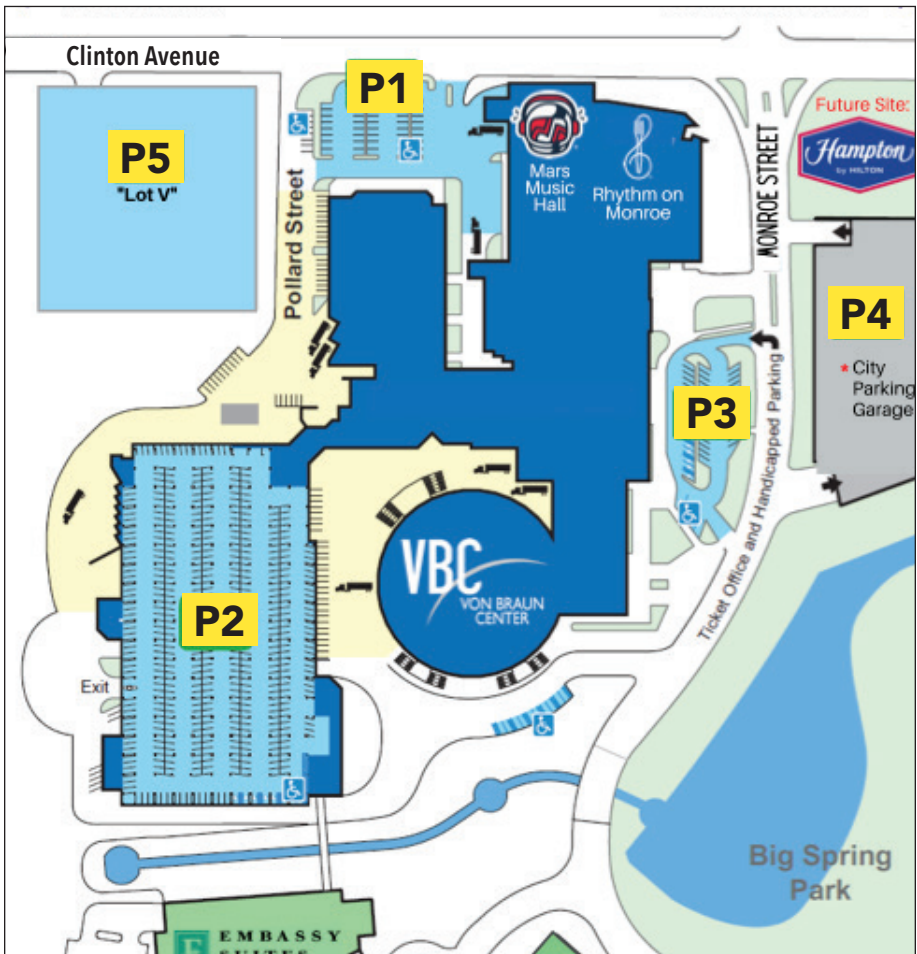 Clinton Avenue
P1
P5
"Lot V"
Pollard Street
Mars
Music
Hall
Rhythm on
Monroe
MONROE STREET
Future Site:
Hampton
by HILTON
P4
* City
Parking
Garage
P3
Ticket Office and Handicapped Parking
VBC
VON BRAUN
CENTER
P2
Exit
Big Spring
Park
E
EMBASSY
SUITES